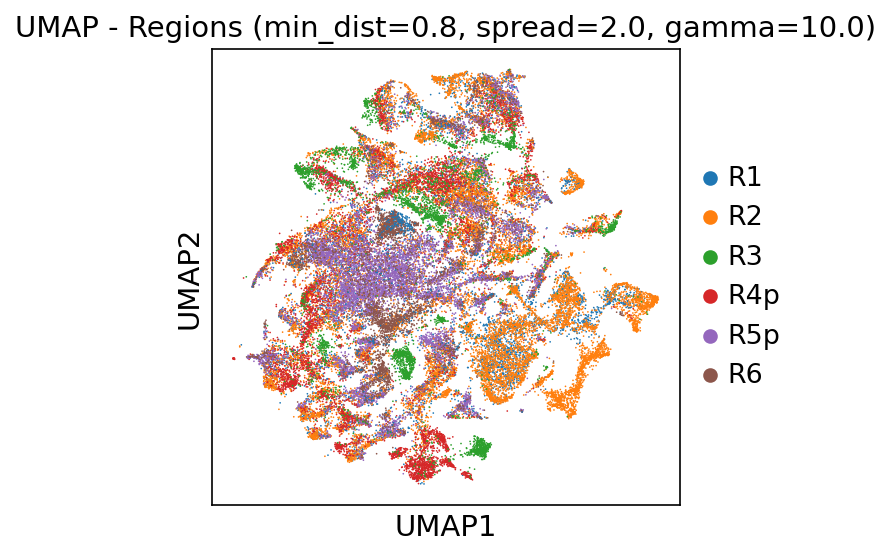 UMAP - Regions (min_dist=0.8, spread=2.0, gamma=10.0)
UMAP2
R1
R2
R3
R4p
R5p
R6
UMAP1